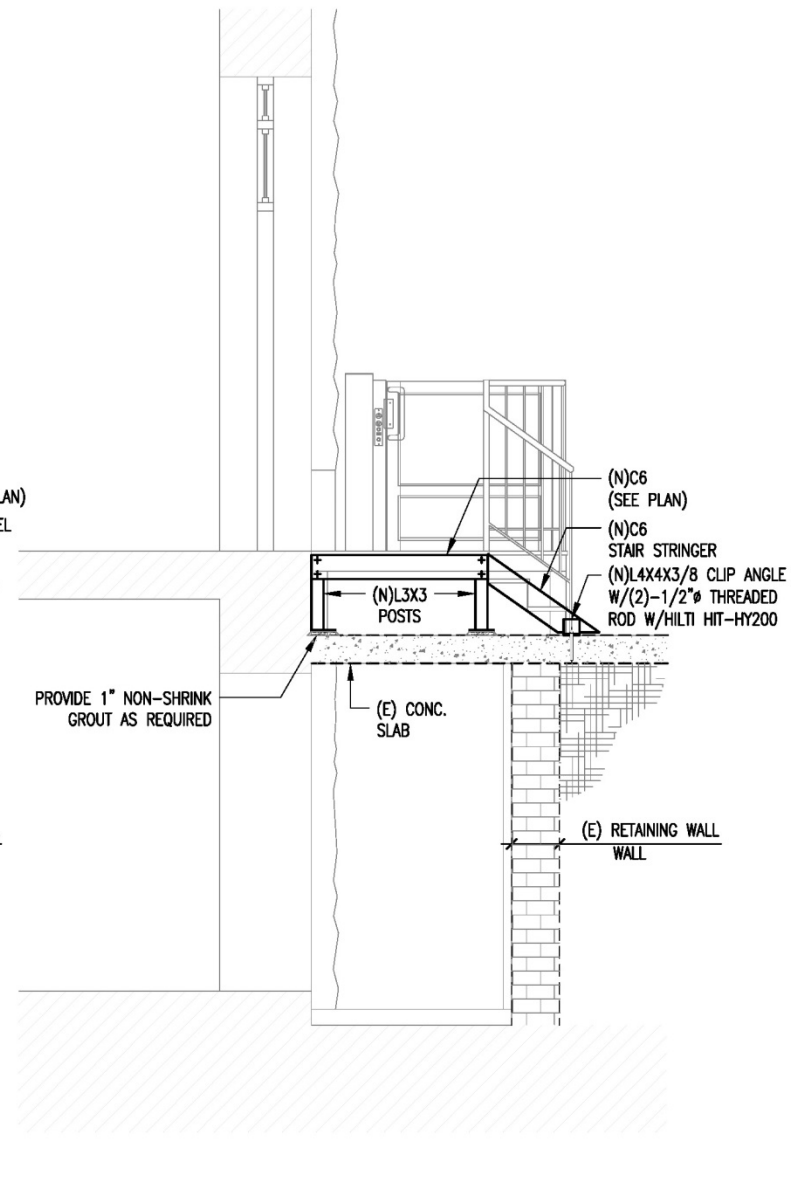 LAN)
EL
(N)C6
(SEE PLAN)
(N)C6
STAIR STRINGER
(N)L4X4X3/8 CLIP ANGLE
W/(2)-1/2"ø THREADED
ROD W/HILTI HIT-HY200
(N)L3X3
POSTS
PROVIDE 1" NON-SHRINK
GROUT AS REQUIRED
(E) CONC.
SLAB
(E) RETAINING WALL
WALL